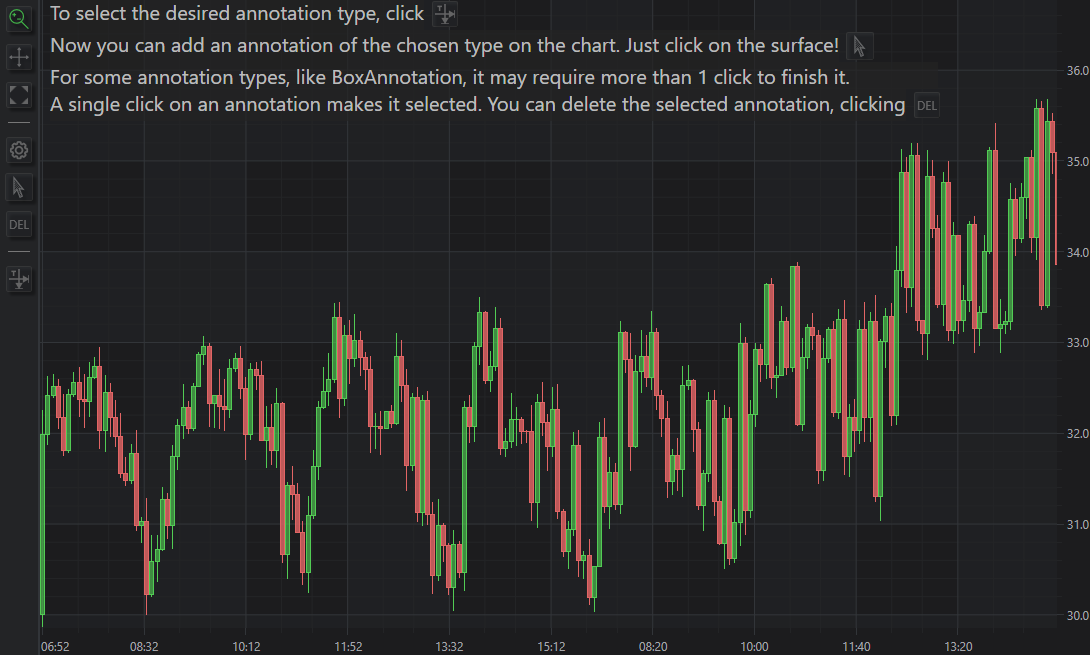 To select the desired annotation type, click
Now you can add an annotation of the chosen type on the chart. Just click on the surface!
For some annotation types, like BoxAnnotation, it may require more than 1 click to finish it.
A single click on an annotation makes it selected. You can delete the selected annotation, clicking DEL
DEL
T
T
36.0
35.0
34.0
33.0
32.0
31.0
30.0
06:52 08:32 10:12 11:52 13:32 15:12 08:20 10:00 11:40 13:20